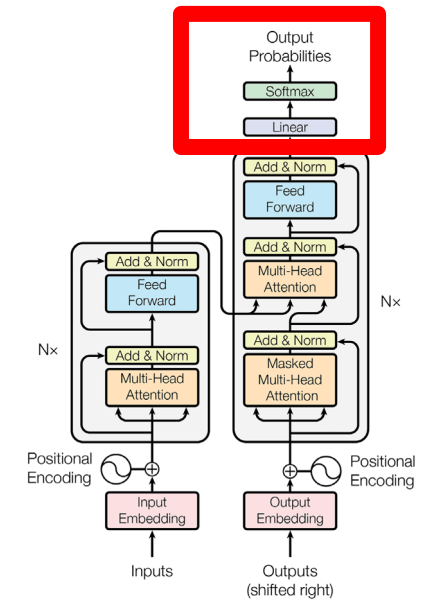 Output
Probabilities
Softmax
Linear
Add & Norm
Feed
Forward
Add & Norm
Multi-Head
Attention
Add & Norm
Masked
Multi-Head
Attention
N×
Add & Norm
Feed
Forward
N×
Add & Norm
Multi-Head
Attention
Positional
Encoding
Positional
Encoding
Input
Embedding
Output
Embedding
Inputs
Outputs
(shifted right)